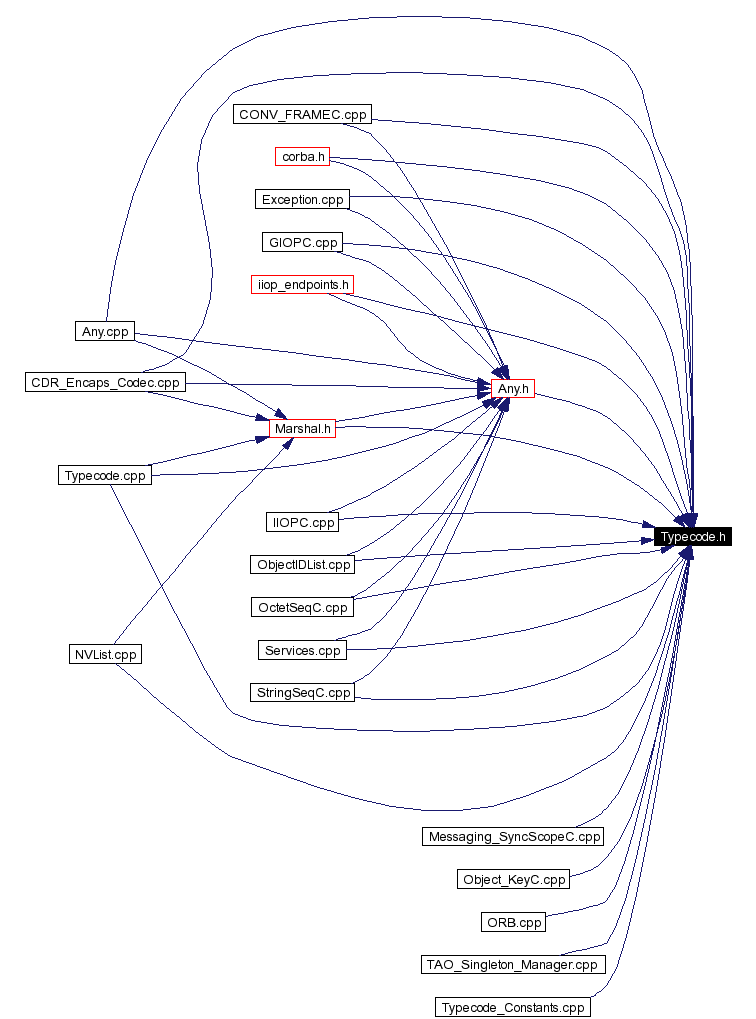 CONV_FRAMEC.cpp
corba.h
Exception.cpp
GIOPC.cpp
iiop_endpoints.h
Any.cpp
CDR_Encaps_Codec.cpp
Any.h
Marshal.h
Typecode.cpp
IIOPC.cpp
Typecode.h
ObjectIDList.cpp
OctetSeqC.cpp
Services.cpp
NVList.cpp
StringSeqC.cpp
Messaging_SyncScopeC.cpp
Object_KeyC.cpp
ORB.cpp
TAO_Singleton_Manager.cpp
Typecode_Constants.cpp